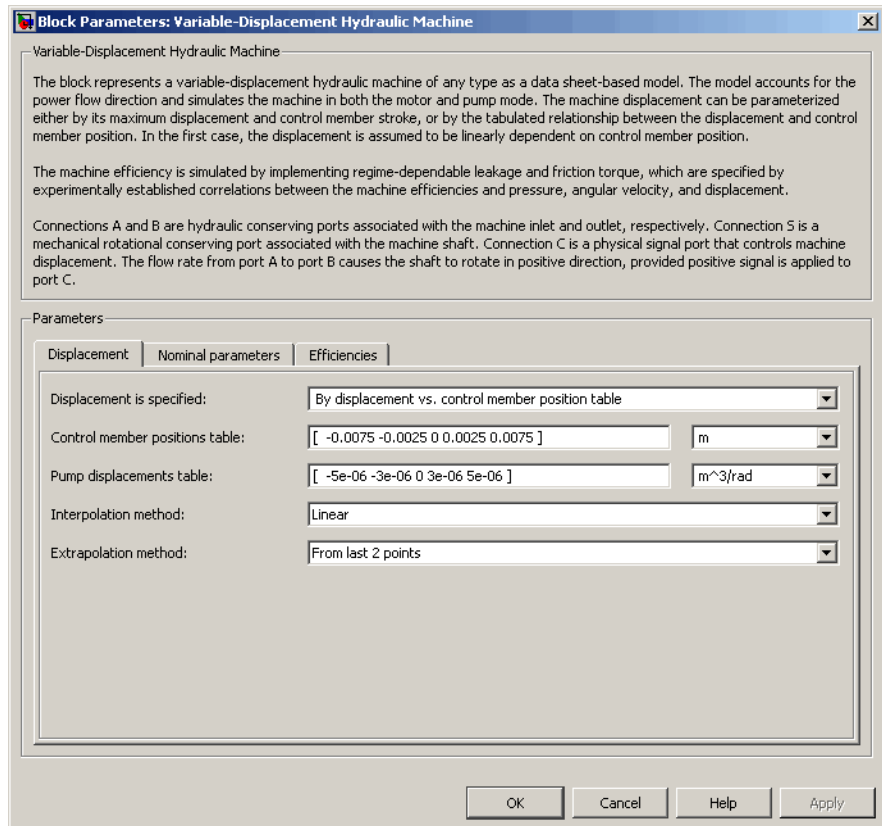 Block Parameters: Variable-Displacement Hydraulic Machine
Variable-Displacement Hydraulic Machine
The block represents a variable-displacement hydraulic machine of any type as a data sheet-based model. The model accounts for the
power flow direction and simulates the machine in both the motor and pump mode. The machine displacement can be parameterized
either by its maximum displacement and control member stroke, or by the tabulated relationship between the displacement and control
member position. In the first case, the displacement is assumed to be linearly dependent on control member position.
The machine efficiency is simulated by implementing regime-dependable leakage and friction torque, which are specified by
experimentally established correlations between the machine efficiencies and pressure, angular velocity, and displacement.
Connections A and B are hydraulic conserving ports associated with the machine inlet and outlet, respectively. Connection S is a
mechanical rotational conserving port associated with the machine shaft. Connection C is a physical signal port that controls machine
displacement. The flow rate from port A to port B causes the shaft to rotate in positive direction, provided positive signal is applied to
port C.
Parameters
Displacement Nominal parameters Efficiencies
Displacement is specified: By displacement vs. control member position table
Control member positions table: [ -0.0075 -0.0025 0 0.0025 0.0075 ] m
Pump displacements table: [ -5e-06 -3e-06 0 3e-06 5e-06 ] m^3/rad
Interpolation method: Linear
Extrapolation method: From last 2 points
OK Cancel Help Apply